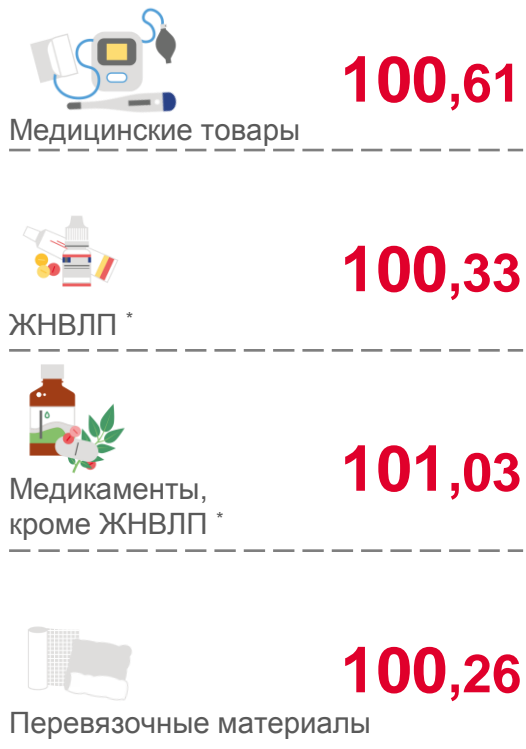 100,61
Медицинские товары
100,33
ЖНВЛП *
101,03
Медикаменты,
кроме ЖНВЛП *
100,26
Перевязочные материалы